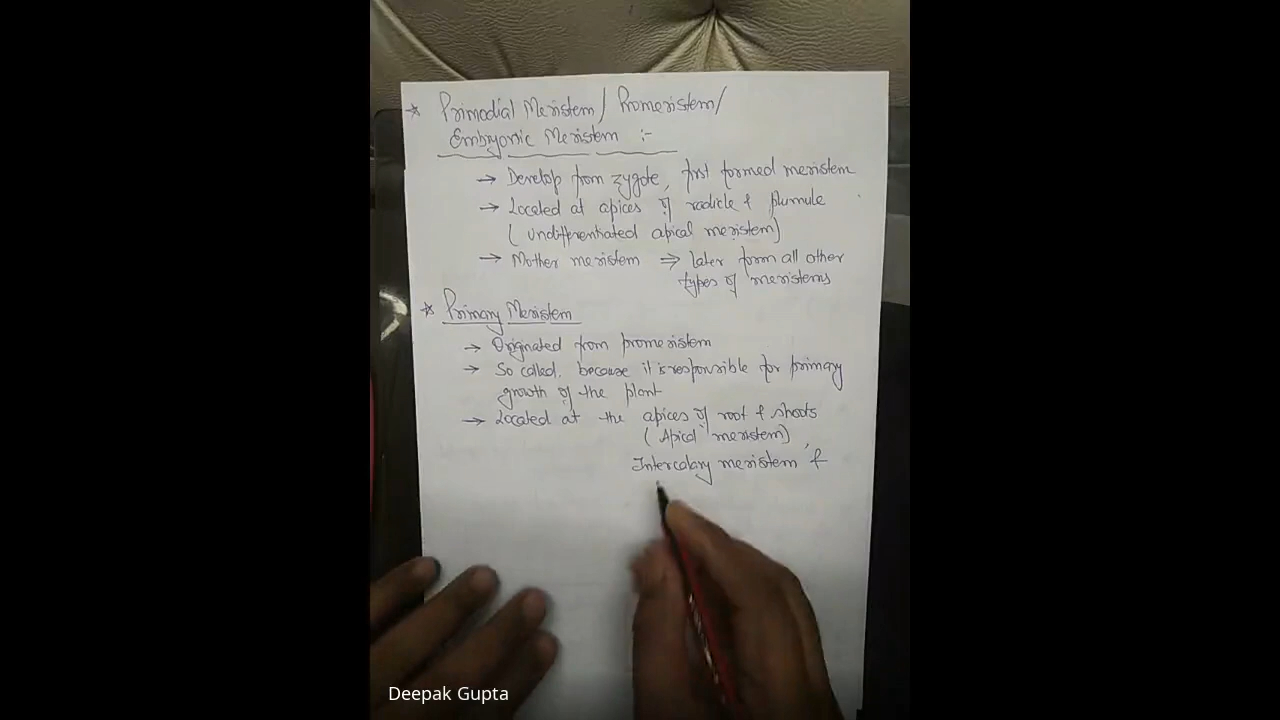 ☆ Primodial Meristem / Promeristem /
Embryonic Meristem :-
→ Develop from zygote, first formed meristem
→ Located at apices of radicle & plumule
( undifferentiated apical meristem )
→ Mother meristem ⇒ Later form all other
types of meristems
☆ Primary Meristem
→ Originated from promeristem
→ So called, because it is responsible for primary
growth of the plant
→ Located at the apices of root & shoots
( Apical meristem ) ,
Intercalary meristem &
Deepak Gupta